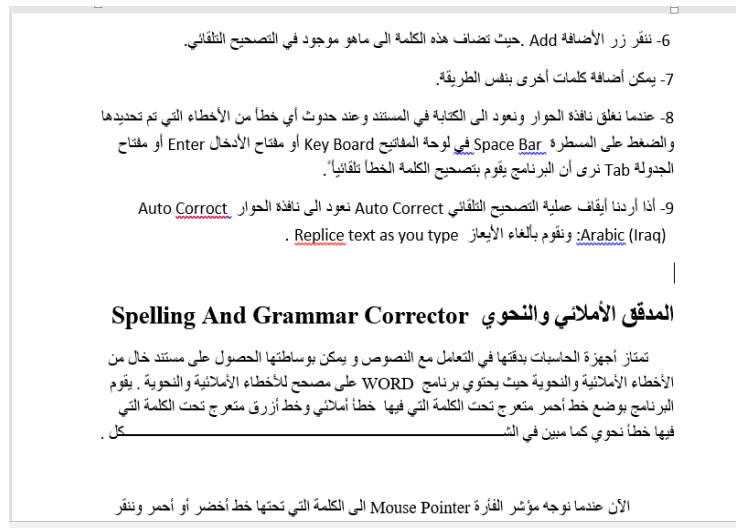 6- ننقر زر الأضافة Add .حيث تضاف هذه الكلمة الى ماهو موجود في التصحيح التلقائي.
7- يمكن أضافة كلمات أخرى بنفس الطريقة.
8- عندما نغلق نافذة الحوار ونعود الى الكتابة في المستند وعند حدوث أي خطأ من الأخطاء التي تم تحديدها
والضغط على المسطرة Space Bar في لوحة المفاتيح Key Board أو مفتاح الأدخال Enter أو مفتاح
الجدولة Tab نرى أن البرنامج يقوم بتصحيح الكلمة الخطأ تلقائياً.
9- أذا أردنا أيقاف عملية التصحيح التلقائي Auto Correct نعود الى نافذة الحوار Auto Corroct
:Arabic (Iraq) ونقوم بألغاء الأيعاز Replice text as you type .
المدقق الأملائي والنحوي Spelling And Grammar Corrector
تمتاز أجهزة الحاسبات بدقتها في التعامل مع النصوص و يمكن بوساطتها الحصول على مستند خال من
الأخطاء الأملائية والنحوية حيث يحتوي برنامج WORD على مصحح للأخطاء الأملائية والنحوية . يقوم
البرنامج بوضع خط أحمر متعرج تحت الكلمة التي فيها خطأ أملائي وخط أزرق متعرج تحت الكلمة التي
فيها خطأ نحوي كما مبين في الشـــــــــــــــــــــــــــــــــــــــــكل .
الآن عندما نوجه مؤشر الفأرة Mouse Pointer الى الكلمة التي تحتها خط أخضر أو أحمر وننقر